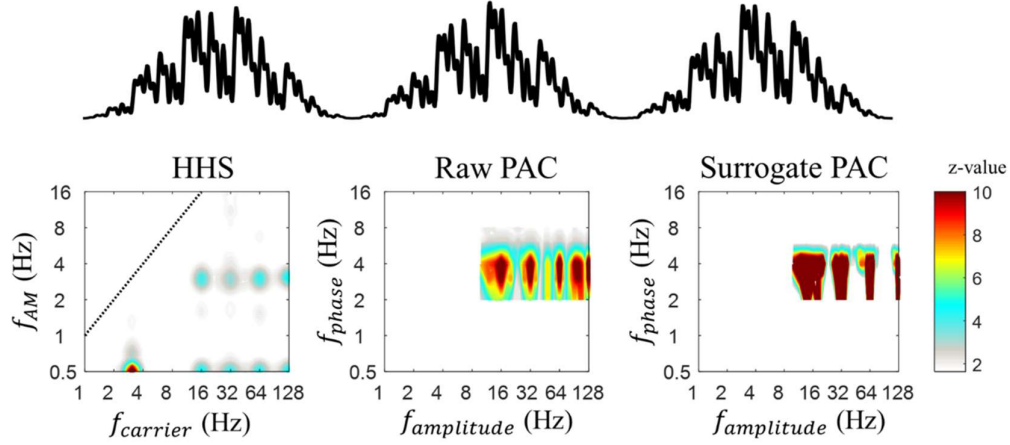 HHS
Raw PAC
Surrogate PAC
z-value
f_AM (Hz)
16
8
4
2
1
0.5
1 2 4 8 16 32 64 128
f_carrier (Hz)
f_phase (Hz)
16
8
4
2
1
0.5
1 2 4 8 16 32 64 128
f_amplitude (Hz)
f_phase (Hz)
16
8
4
2
1
0.5
1 2 4 8 16 32 64 128
f_amplitude (Hz)
10
8
6
4
2